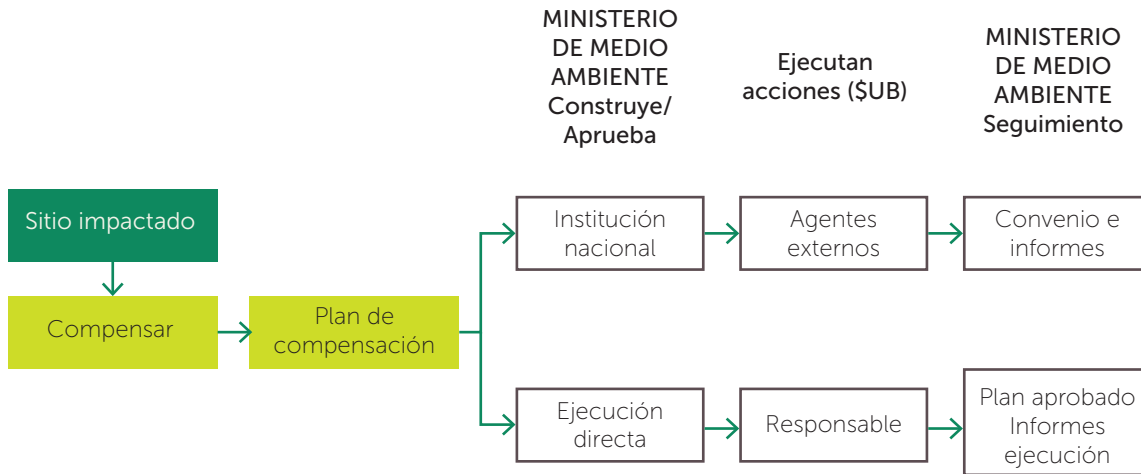 MINISTERIO
DE MEDIO
AMBIENTE
Construye/
Aprueba
Ejecutan
acciones ($UB)
MINISTERIO
DE MEDIO
AMBIENTE
Seguimiento
Sitio impactado
Institución
nacional
Agentes
externos
Convenio e
informes
Compensar
Plan de
compensación
Ejecución
directa
Responsable
Plan aprobado
Informes
ejecución